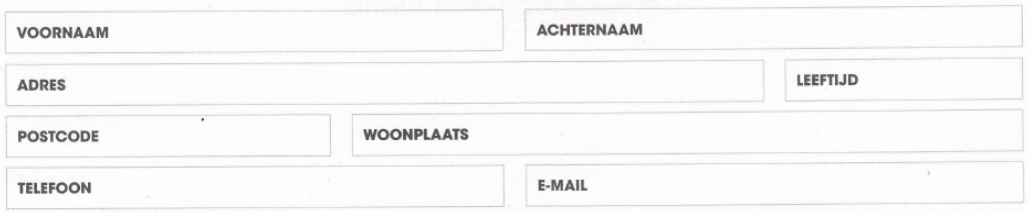 VOORNAAM ACHTERNAAM
ADRES LEEFTIJD
POSTCODE WOONPLAATS
TELEFOON E-MAIL